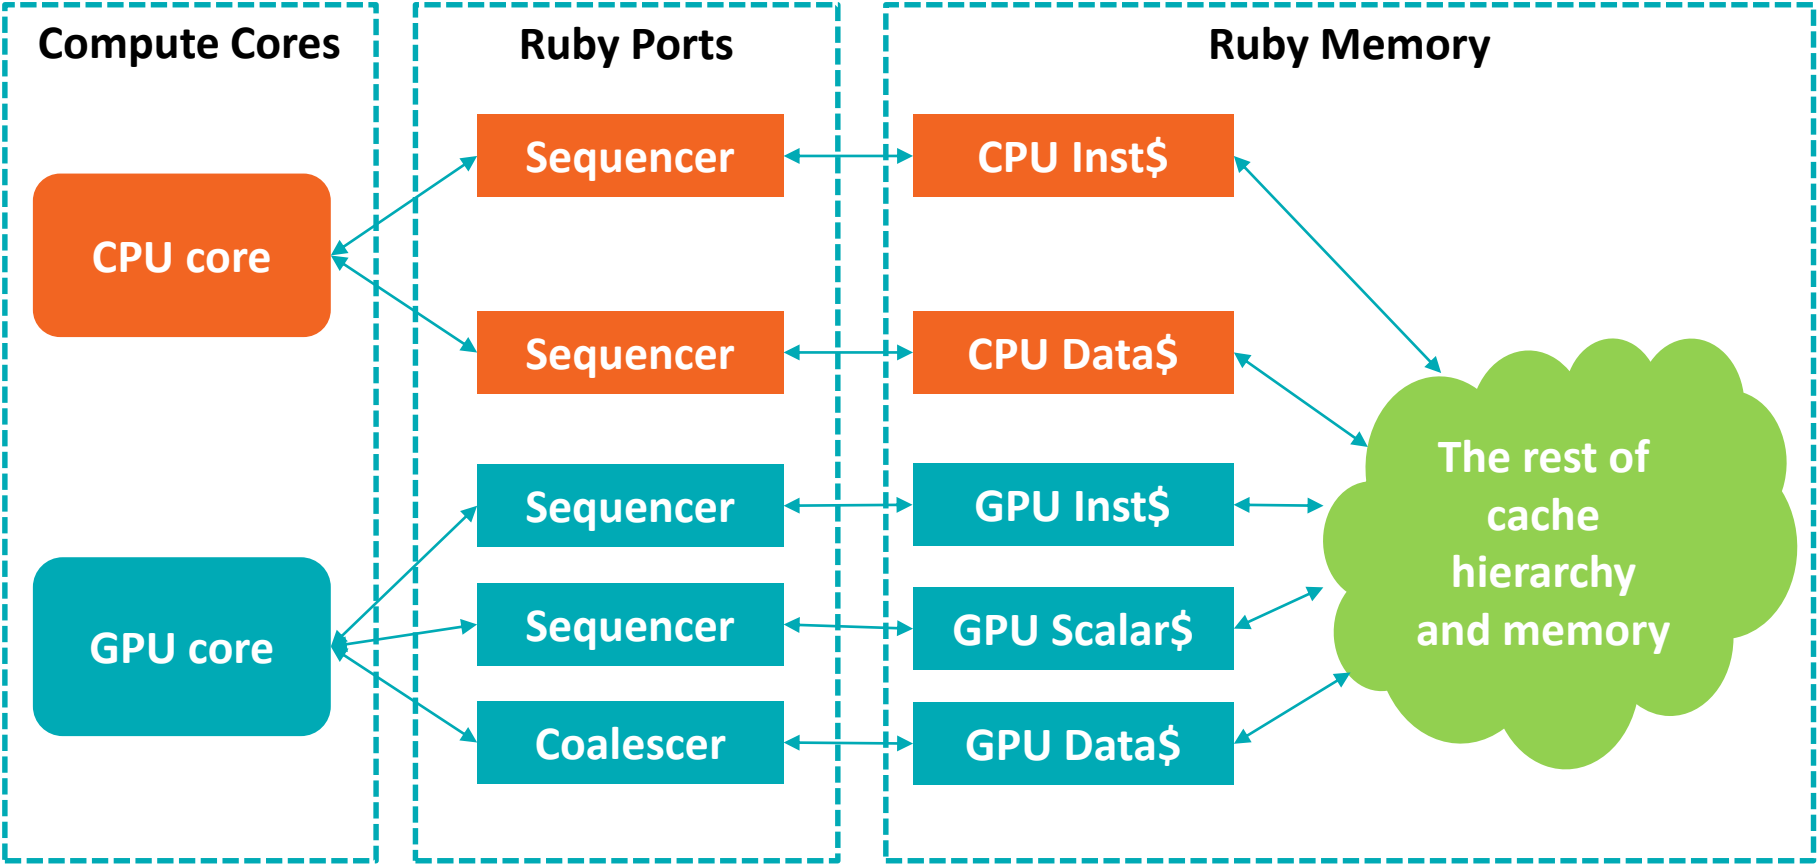 Compute Cores
Ruby Ports
Ruby Memory
CPU core
GPU core
Sequencer
Sequencer
Sequencer
Sequencer
Coalescer
CPU Inst$
CPU Data$
GPU Inst$
GPU Scalar$
GPU Data$
The rest of
cache
hierarchy
and memory